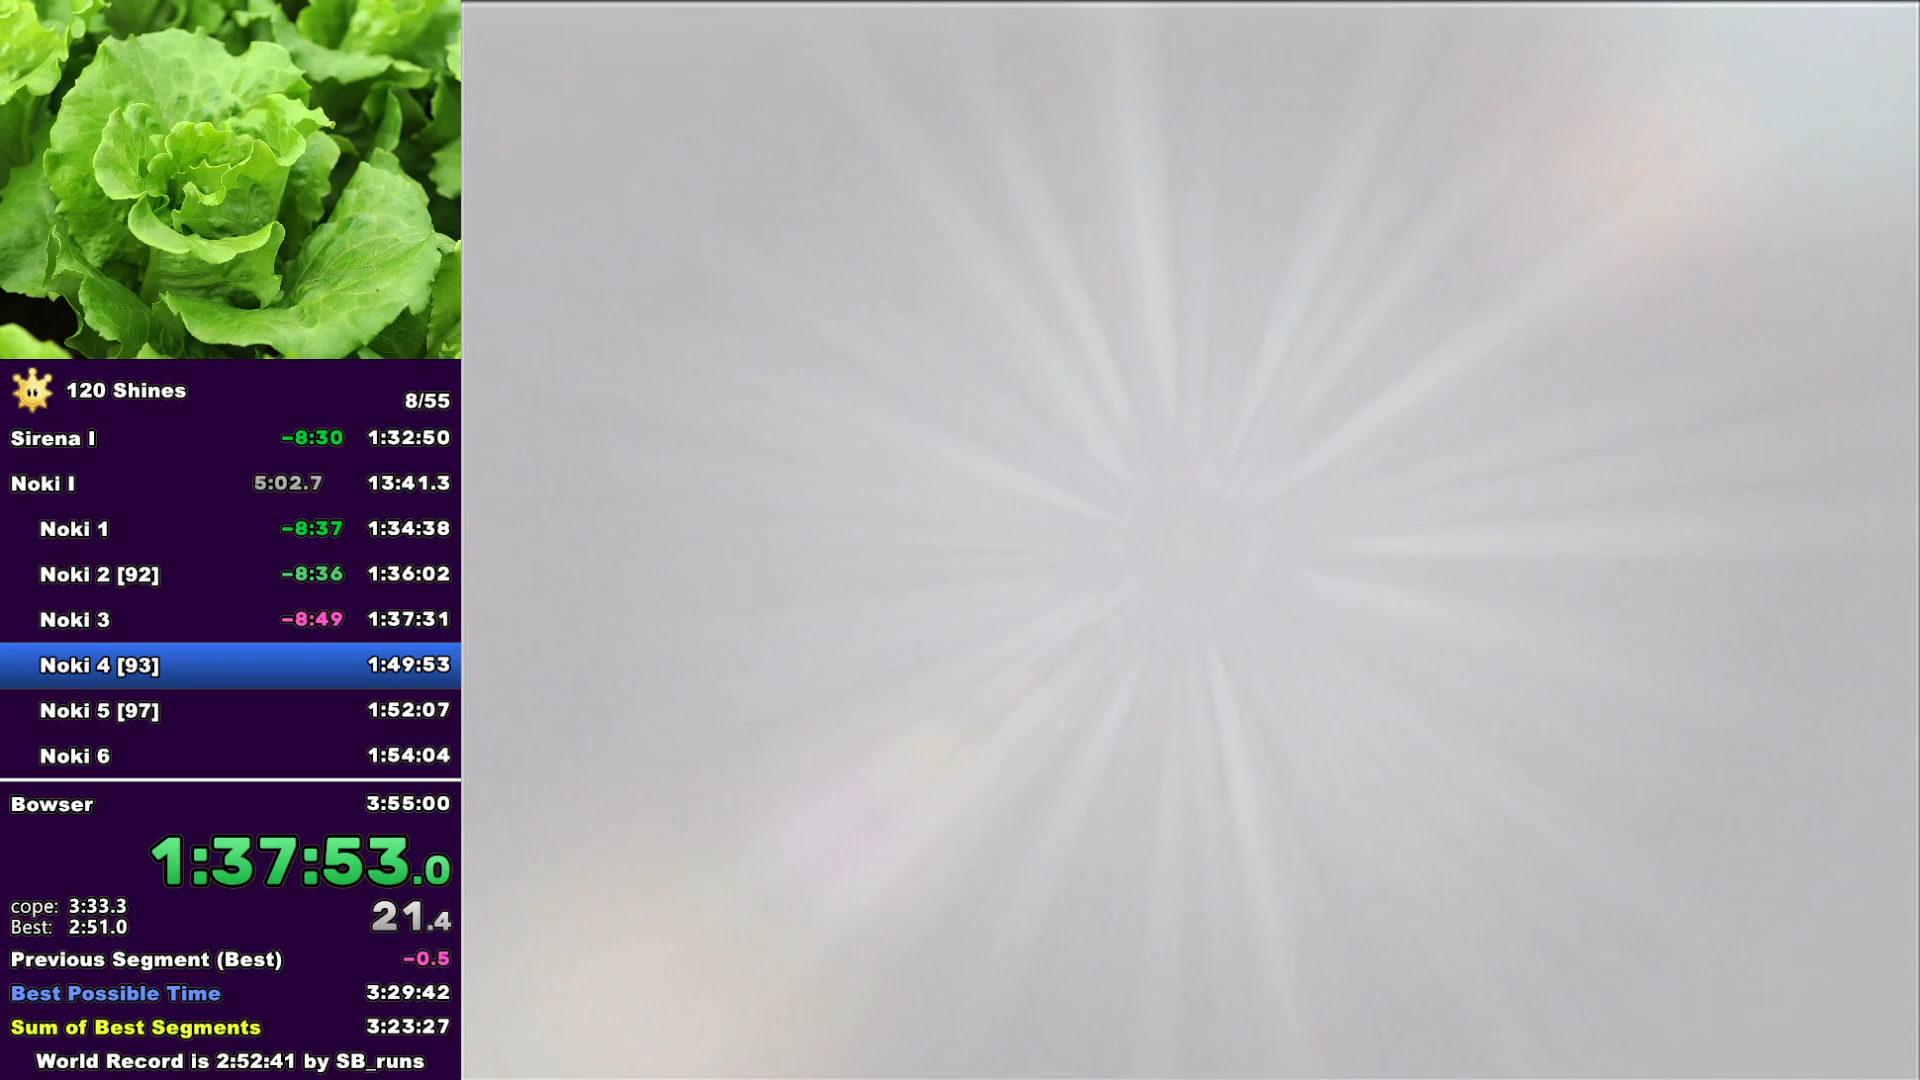 120 Shines
8/55
Sirena I -8:30 1:32:50
Noki I 5:02.7 13:41.3
Noki 1 -8:37 1:34:38
Noki 2 [92] -8:36 1:36:02
Noki 3 -8:49 1:37:31
Noki 4 [93] 1:49:53
Noki 5 [97] 1:52:07
Noki 6 1:54:04
Bowser 3:55:00
1:37:53.0
cope: 3:33.3
Best: 2:51.0
21.4
Previous Segment (Best) -0.5
Best Possible Time 3:29:42
Sum of Best Segments 3:23:27
World Record is 2:52:41 by SB_runs